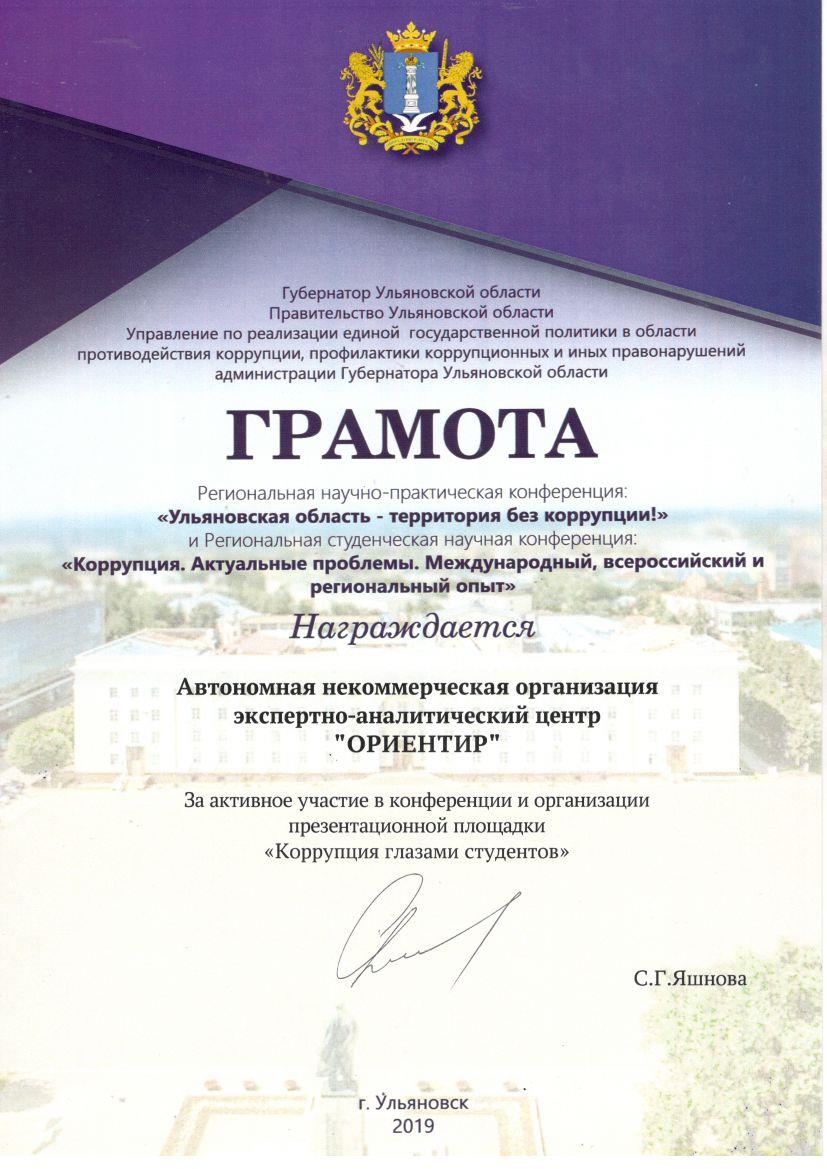 Губернатор Ульяновской области
Правительство Ульяновской области
Управление по реализации единой государственной политики в области
противодействия коррупции, профилактики коррупционных и иных правонарушений
администрации Губернатора Ульяновской области
ГРАМОТА
Региональная научно-практическая конференция:
«Ульяновская область - территория без коррупции!»
и Региональная студенческая научная конференция:
«Коррупция. Актуальные проблемы. Международный, всероссийский и
региональный опыт»
Награждается
Автономная некоммерческая организация
экспертно-аналитический центр
"ОРИЕНТИР"
За активное участие в конференции и организации
презентационной площадки
«Коррупция глазами студентов»
С.Г.Яшнова
г. Ульяновск
2019